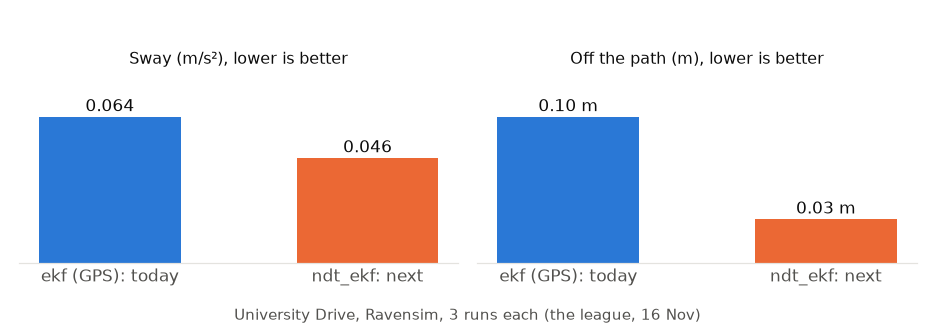 Sway (m/s²), lower is better
0.064
0.046
ekf (GPS): today
ndt_ekf: next
Off the path (m), lower is better
0.10 m
0.03 m
ekf (GPS): today
ndt_ekf: next
University Drive, Ravensim, 3 runs each (the league, 16 Nov)